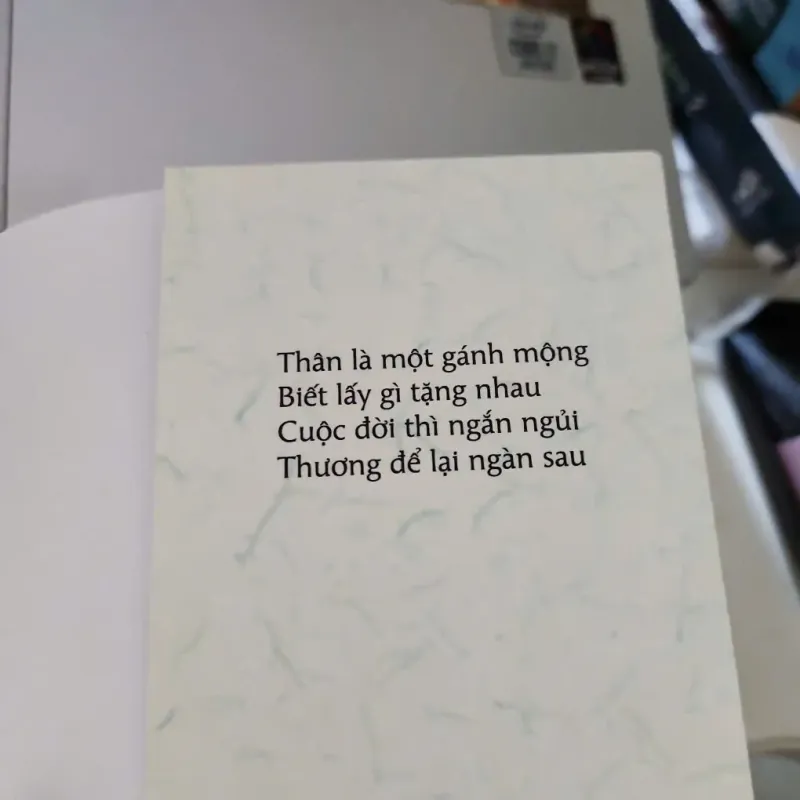 Thân là một gánh mộng
Biết lấy gì tặng nhau
Cuộc đời thì ngắn ngủi
Thương để lại ngàn sau